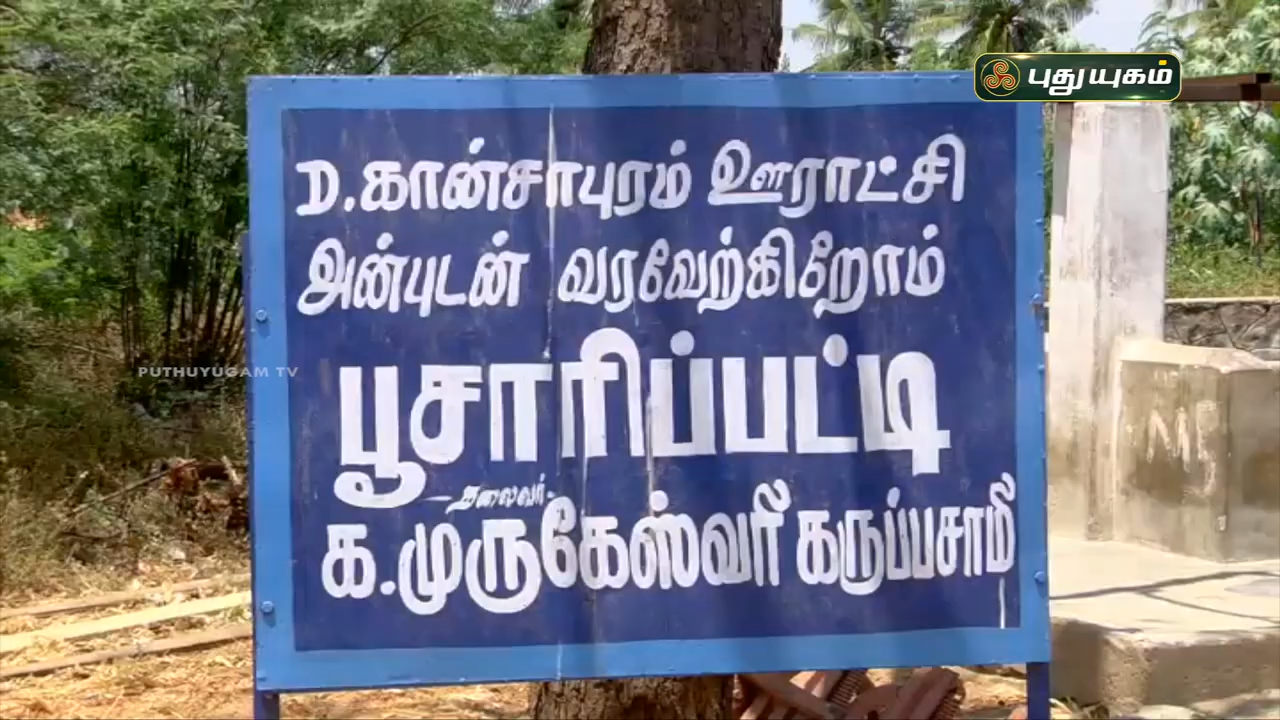 புதுயுகம்
D.கான்சாபுரம் ஊராட்சி
அன்புடன் வரவேற்கிறோம்
PUTHUYUGAM TV
பூசாரிப்பட்டி
தலைவர்
க.முருகேஸ்வரி கருப்பசாமி